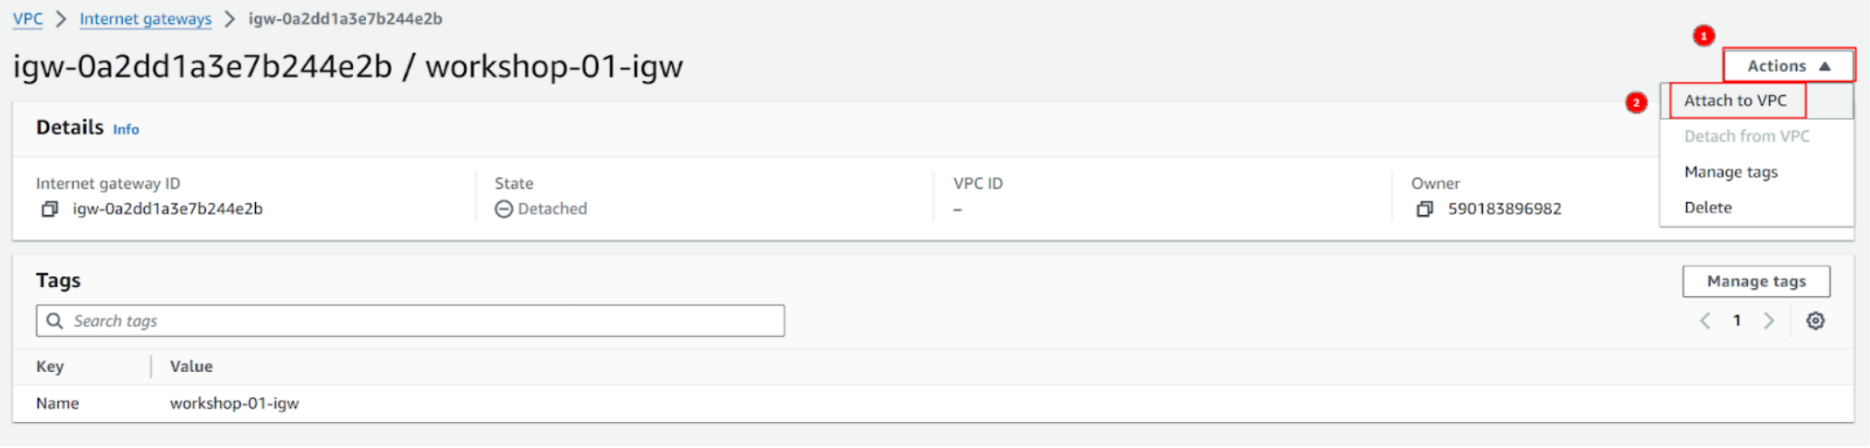 VPC > Internet gateways > igw-0a2dd1a3e7b244e2b
1
igw-0a2dd1a3e7b244e2b / workshop-01-igw
Actions
2
Attach to VPC
Detach from VPC
Manage tags
Delete
Details Info
Internet gateway ID
igw-0a2dd1a3e7b244e2b
State
Detached
VPC ID
–
Owner
590183896982
Tags
Manage tags
Search tags
< 1 >
Key Value
Name workshop-01-igw